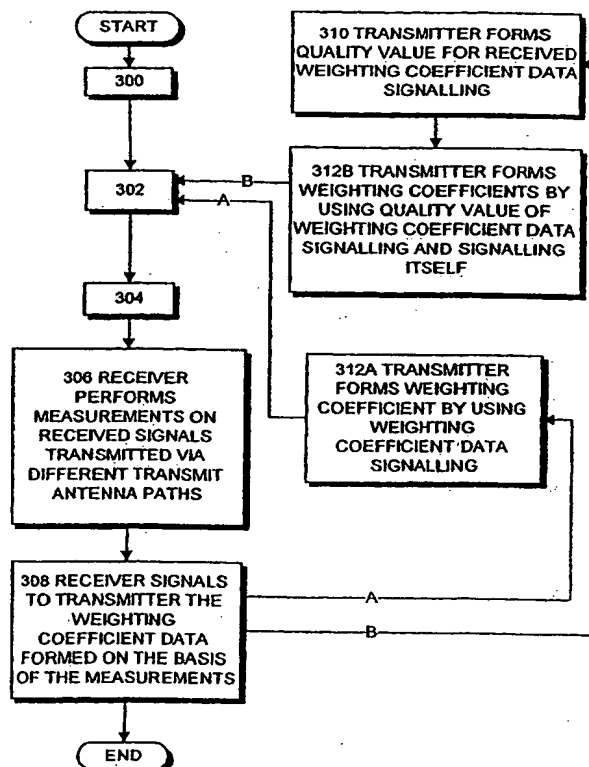 START
300
302
304
306 RECEIVER
PERFORMS
MEASUREMENTS ON
RECEIVED SIGNALS
TRANSMITTED VIA
DIFFERENT TRANSMIT
ANTENNA PATHS
308 RECEIVER SIGNALS
TO TRANSMITTER THE
WEIGHTING
COEFFICIENT DATA
FORMED ON THE BASIS
OF THE MEASUREMENTS
END
310 TRANSMITTER FORMS
QUALITY VALUE FOR RECEIVED
WEIGHTING COEFFICIENT DATA
SIGNALLING
312B TRANSMITTER FORMS
WEIGHTING COEFFICIENTS BY
USING QUALITY VALUE OF
WEIGHTING COEFFICIENT DATA
SIGNALLING AND SIGNALLING
ITSELF
B
A
312A TRANSMITTER
FORMS WEIGHTING
COEFFICIENT BY USING
WEIGHTING
COEFFICIENT DATA
SIGNALLING
A
B